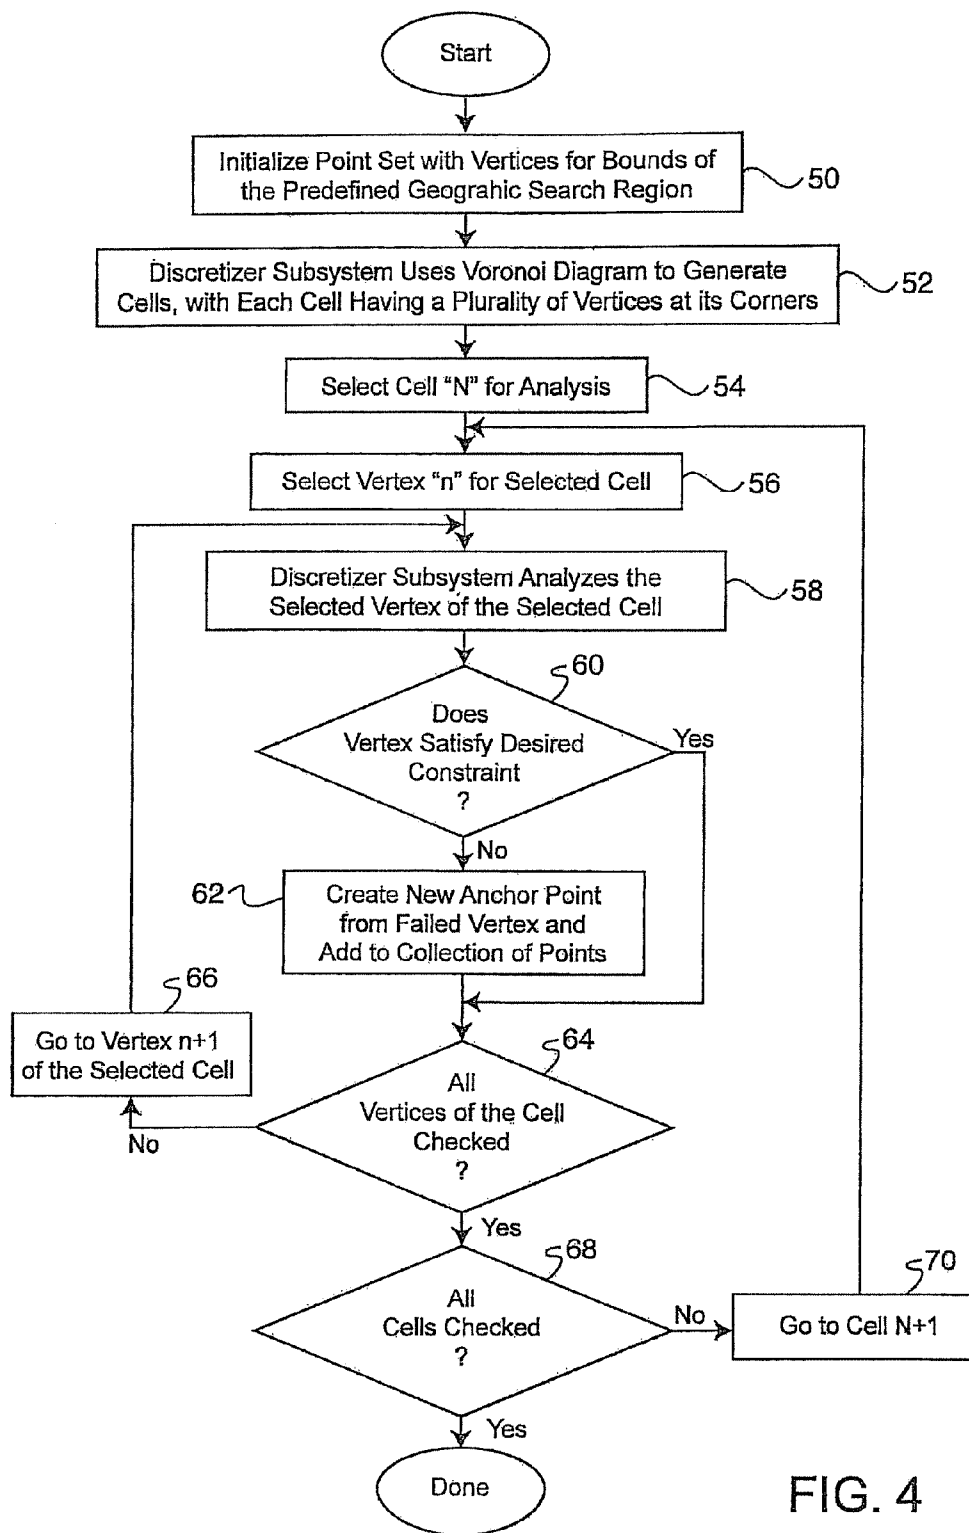 Start
Initialize Point Set with Vertices for Bounds of
the Predefined Geograhic Search Region
50
Discretizer Subsystem Uses Voronoi Diagram to Generate
Cells, with Each Cell Having a Plurality of Vertices at its Corners
52
Select Cell “N” for Analysis
54
Select Vertex “n” for Selected Cell
56
Discretizer Subsystem Analyzes the
Selected Vertex of the Selected Cell
58
60
Does
Vertex Satisfy Desired
Constraint
?
Yes
No
62
Create New Anchor Point
from Failed Vertex and
Add to Collection of Points
66
Go to Vertex n+1
of the Selected Cell
64
All
Vertices of the Cell
Checked
?
No
Yes
68
All
Cells Checked
?
No
70
Go to Cell N+1
Yes
Done
FIG. 4